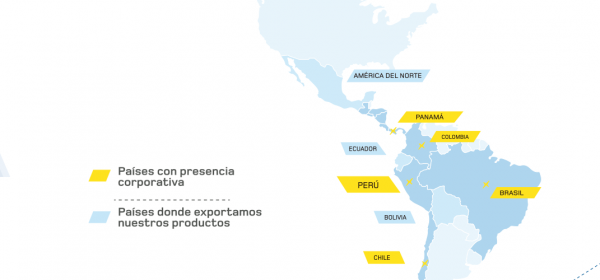 AMÉRICA DEL NORTE
PANAMÁ
COLOMBIA
ECUADOR
Países con presencia
corporativa
PERÚ
BRASIL
Países donde exportamos
nuestros productos
BOLIVIA
CHILE